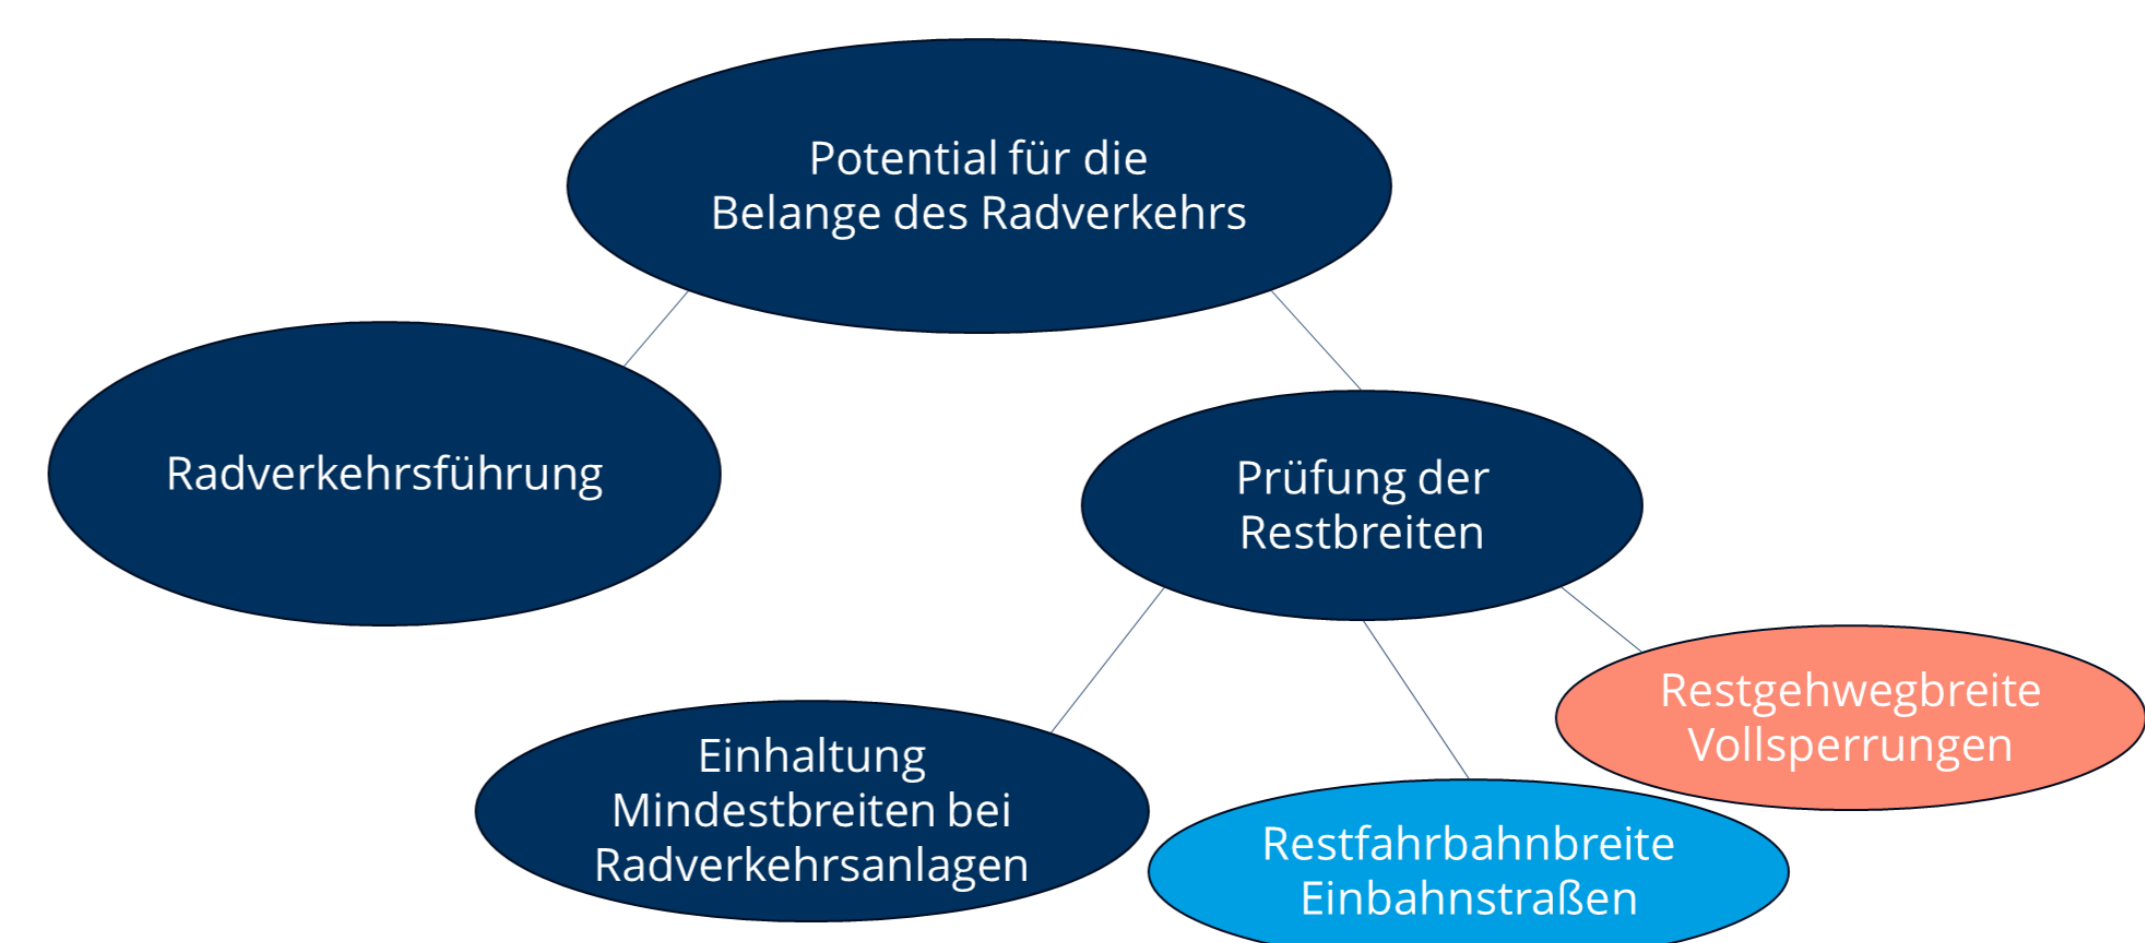 Potential für die
Belange des Radverkehrs
Radverkehrsführung
Prüfung der
Restbreiten
Einhaltung
Mindestbreiten bei
Radverkehrsanlagen
Restfahrbahnbreite
Einbahnstraßen
Restgehwegbreite
Vollsperrungen